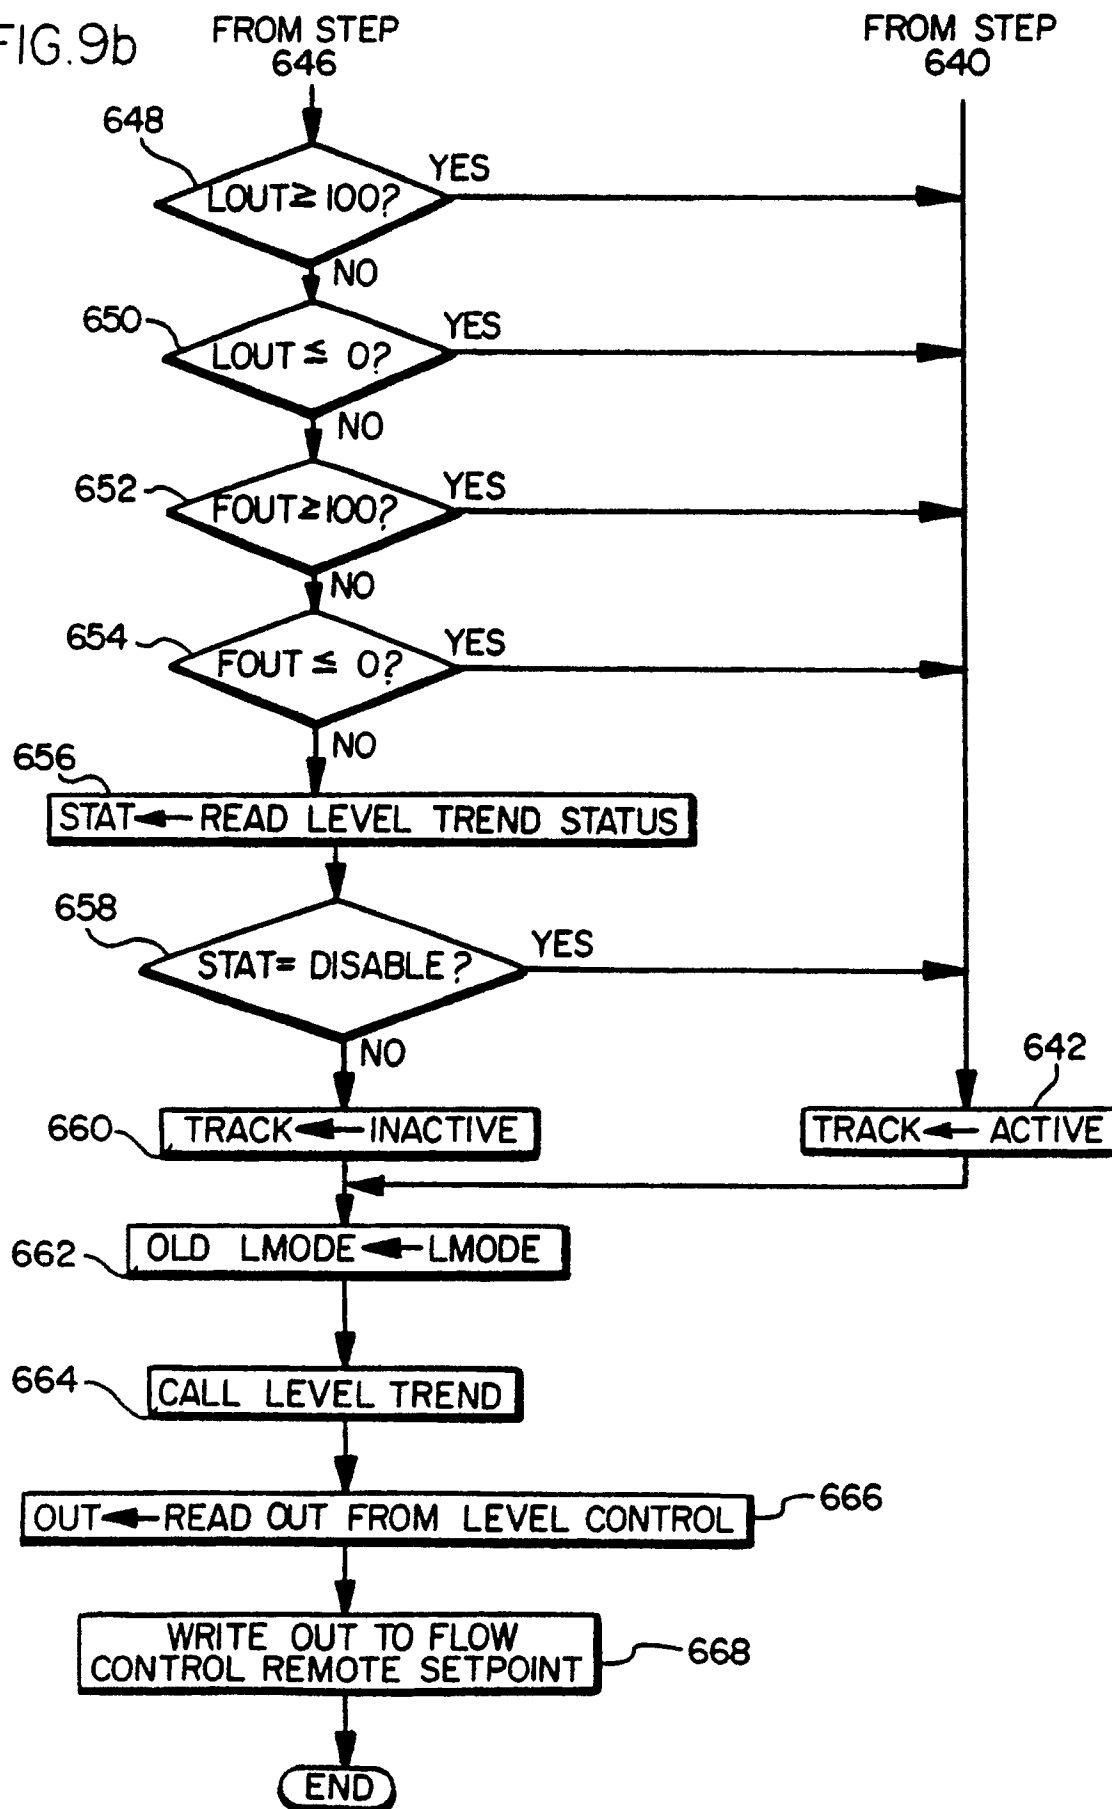 FIG.9b
FROM STEP
646
FROM STEP
640
648
LOUT ≥ 100?
YES
NO
650
LOUT ≤ 0?
YES
NO
652
FOUT ≥ 100?
YES
NO
654
FOUT ≤ 0?
YES
NO
656
STAT ← READ LEVEL TREND STATUS
658
STAT = DISABLE?
YES
NO
642
660
TRACK ← INACTIVE
TRACK ← ACTIVE
662
OLD LMODE ← LMODE
664
CALL LEVEL TREND
OUT ← READ OUT FROM LEVEL CONTROL
666
WRITE OUT TO FLOW
CONTROL REMOTE SETPOINT
668
END